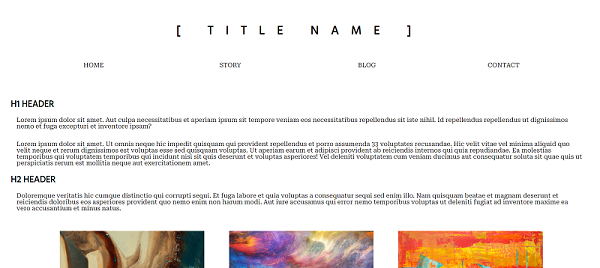 [ TITLE NAME ]
HOME STORY BLOG CONTACT
H1 HEADER
Lorem ipsum dolor sit amet. Aut culpa necessitatibus et aperiam ipsum sit tempore veniam eos necessitatibus repellendus sit iste nihil. Id repellendus repellendus ut dignissimos
nemo et fuga excepturi et inventore ipsam?
Lorem ipsum dolor sit amet. Ut omnis neque hic impedit quisquam qui provident repellendus et porro assumenda 33 voluptates recusandae. Hic velit vitae vel minima aliquid quo
velit neque et rerum dignissimos est voluptas esse sed quisquam voluptas. Ut aperiam earum et adipisci provident ab reiciendis internos qui quia repudiandae. Ea molestias
temporibus qui voluptatem temporibus qui incidunt nisi sit quis deserunt et voluptas asperiores! Vel deleniti voluptatem cum veniam ducimus aut consequatur soluta sit quae quis ut
perspiciatis rerum est mollitia neque aut exercitationem amet.
H2 HEADER
Doloremque veritatis hic cumque distinctio qui corrupti sequi. Et fuga labore et quia voluptas a consequatur sequi sed enim illo. Nam quisquam beatae et magnam deserunt et
reiciendis doloribus eos asperiores provident quo nemo enim non harum modi. Aut iure accusamus qui error nemo temporibus voluptas ut deleniti fugiat ad inventore maxime ea
vero accusantium et minus natus.